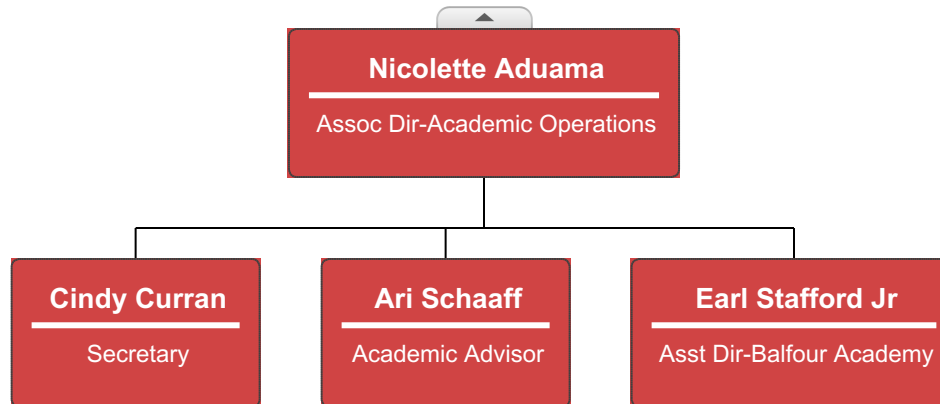 Nicolette Aduama
Assoc Dir-Academic Operations
Cindy Curran
Secretary
Ari Schaaff
Academic Advisor
Earl Stafford Jr
Asst Dir-Balfour Academy